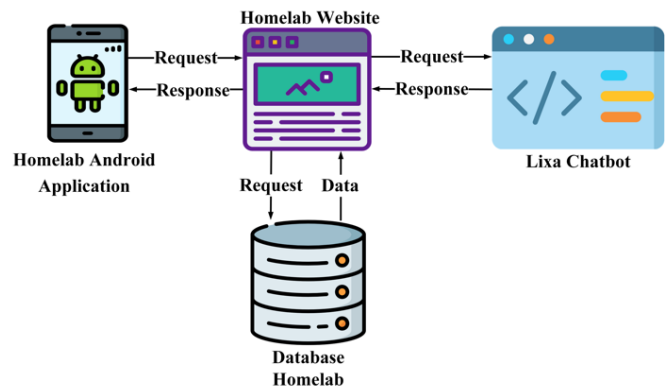 Homelab Website
Request
Response
Request
Response
Homelab Android
Application
Lixa Chatbot
Request
Data
Database
Homelab